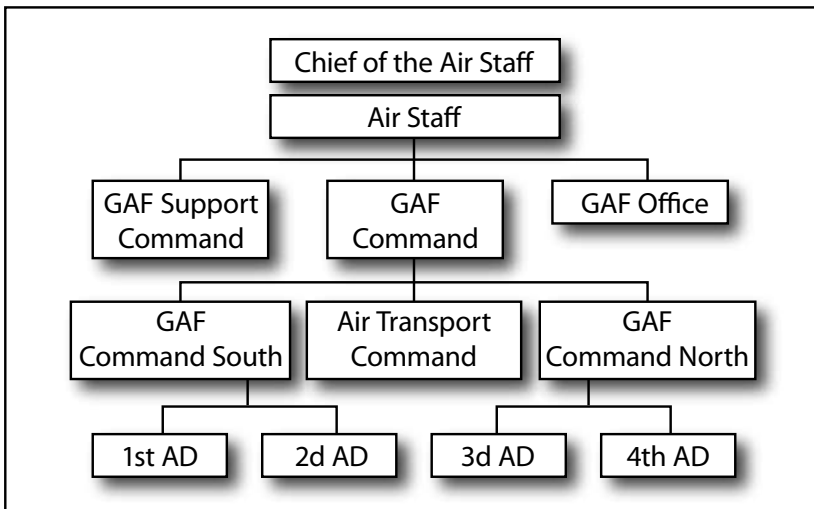 Chief of the Air Staff
Air Staff
GAF Support
Command
GAF
Command
GAF Office
GAF
Command South
Air Transport
Command
GAF
Command North
1st AD
2d AD
3d AD
4th AD